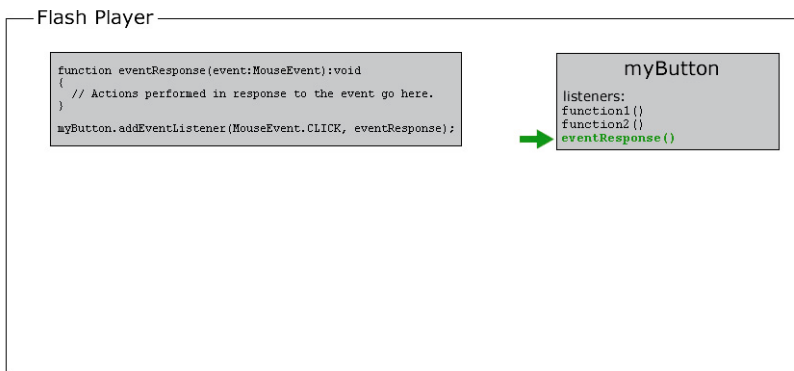 Flash Player
function eventResponse(event:MouseEvent):void
{
// Actions performed in response to the event go here.
}
myButton.addEventListener(MouseEvent.CLICK, eventResponse);
myButton
listeners:
function1()
function2()
eventResponse()